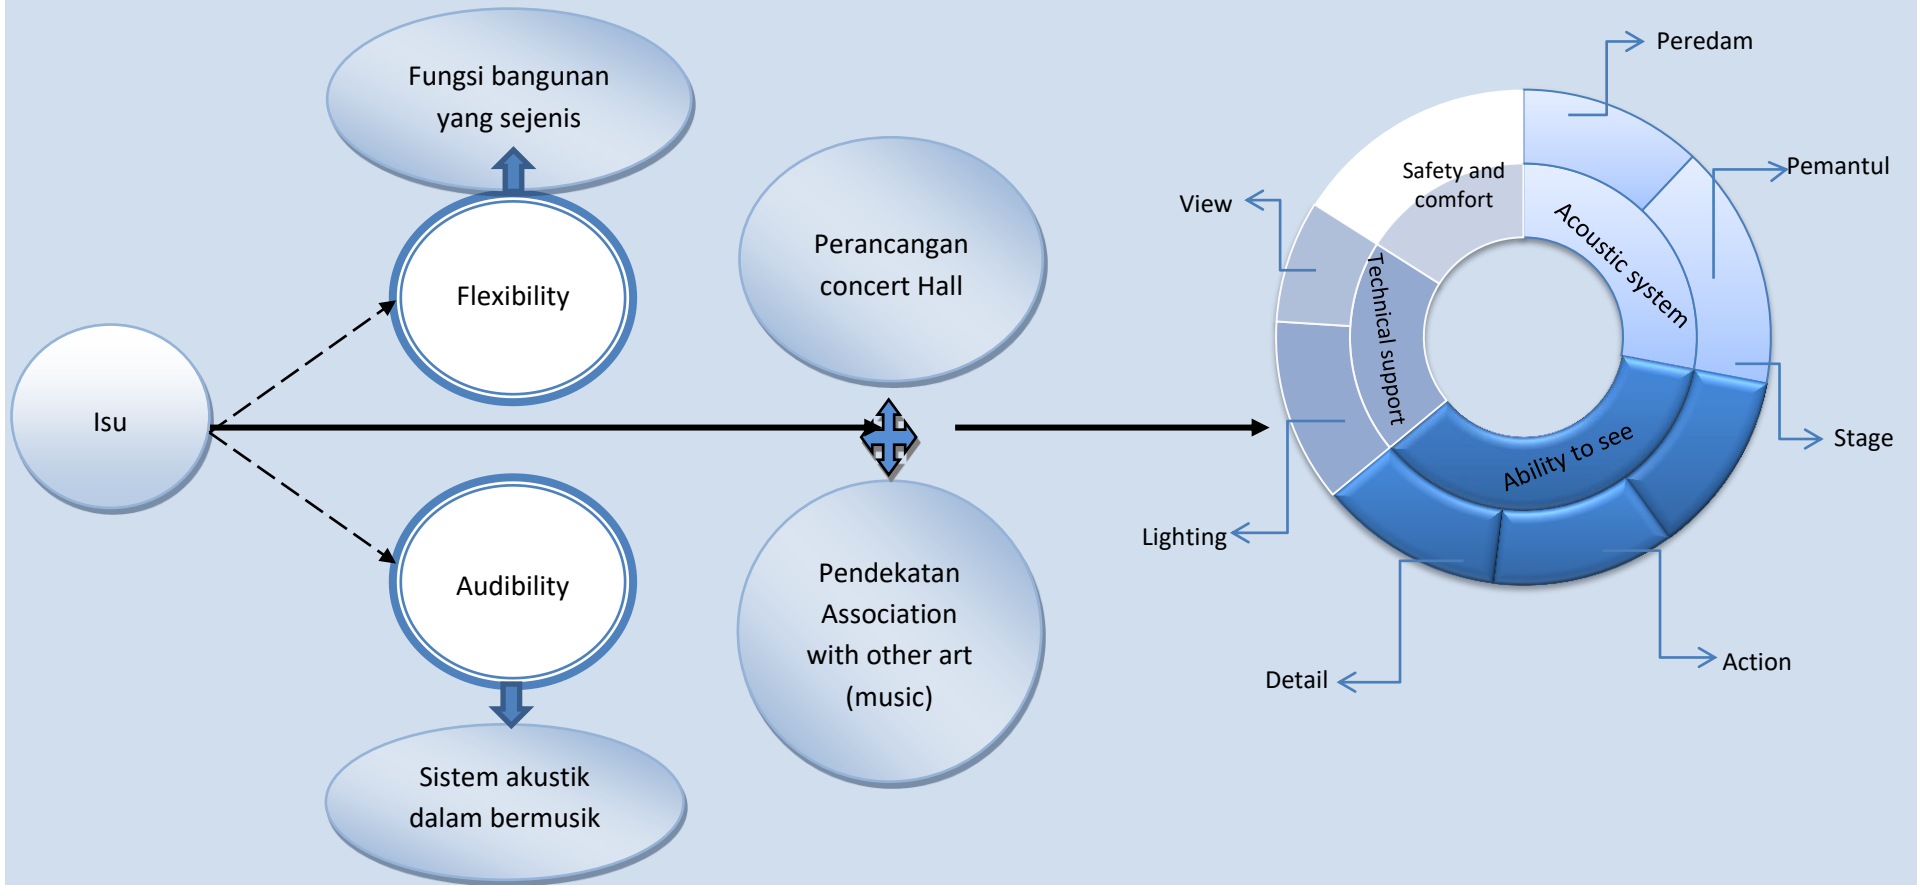 Isu
Fungsi bangunan
yang sejenis
Flexibility
Audibility
Sistem akustik
dalam bermusik
Perancangan
concert Hall
Pendekatan
Association
with other art
(music)
Peredam
Pemantul
Stage
Action
Detail
Lighting
View
Safety and
comfort
Acoustic system
Technical support
Ability to see